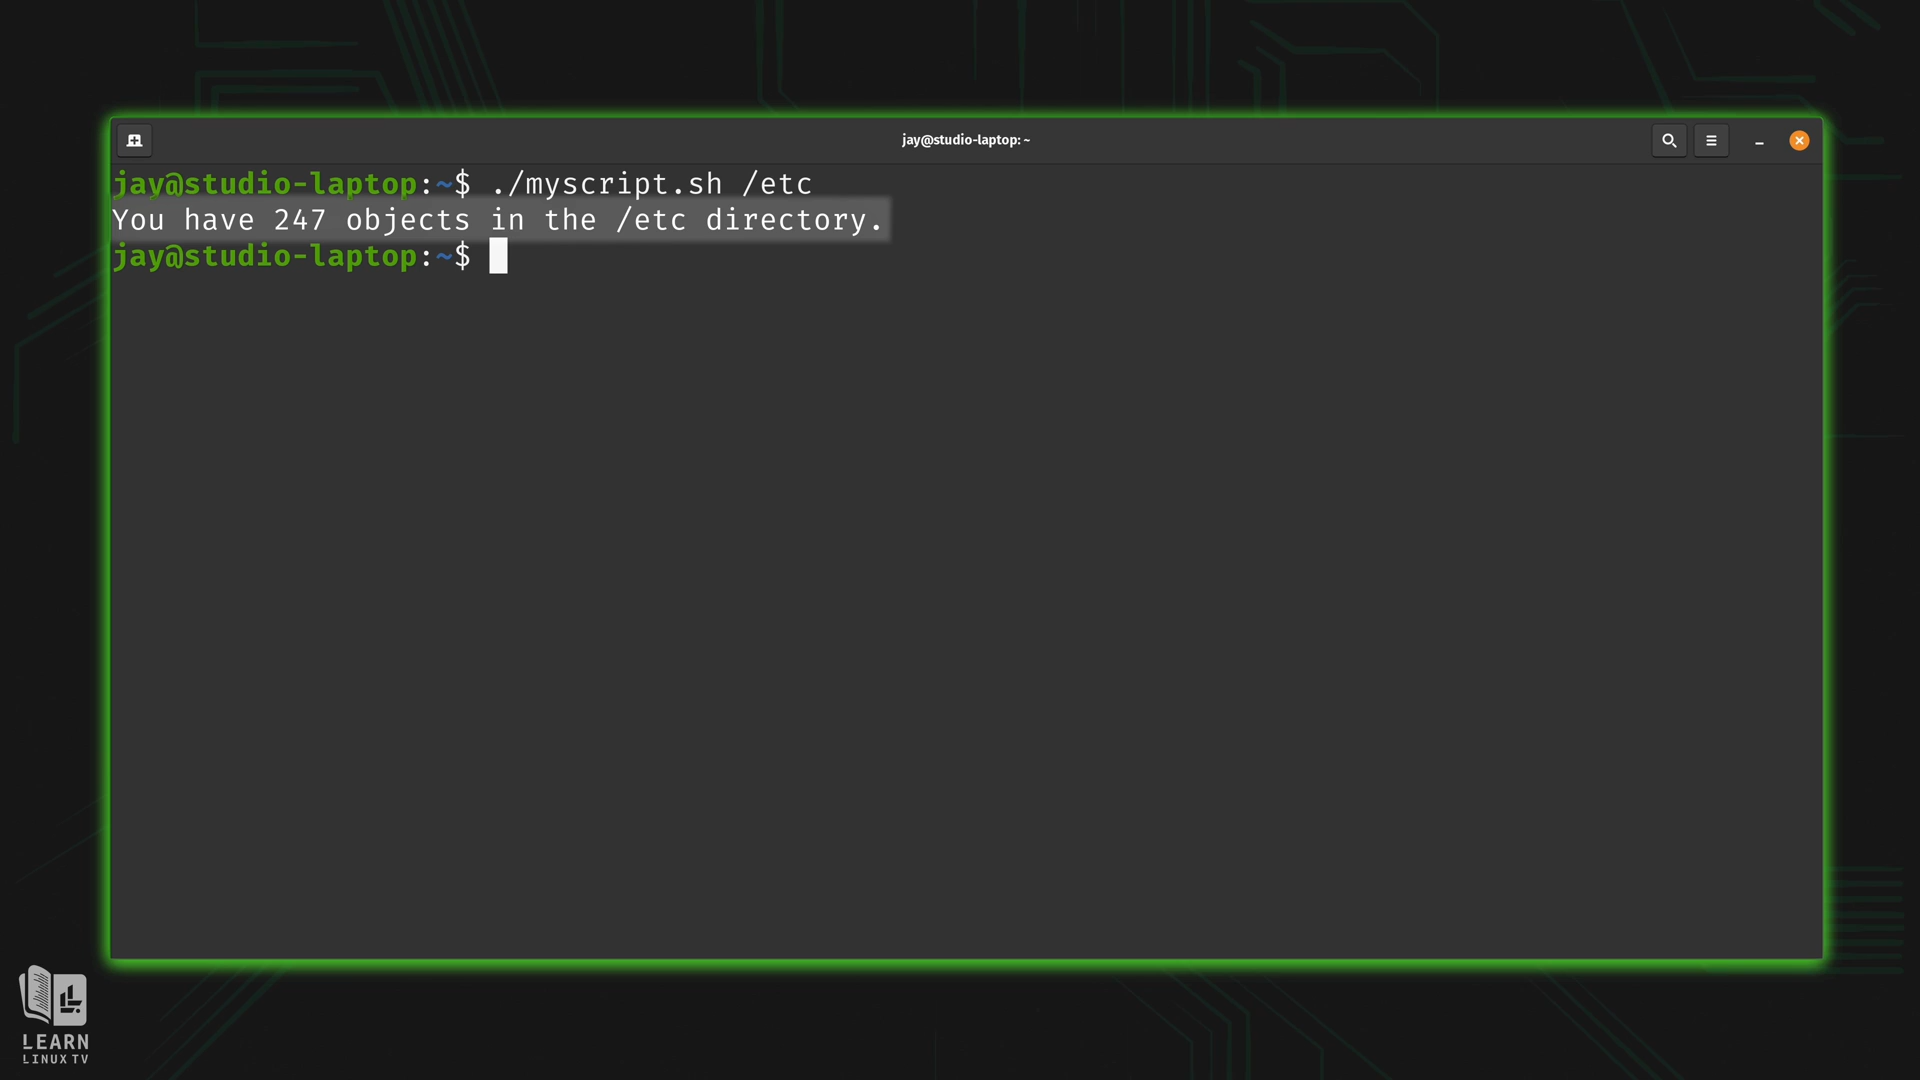 jay@studio-laptop: ~
jay@studio-laptop:~$ ./myscript.sh /etc
You have 247 objects in the /etc directory.
jay@studio-laptop:~$
LEARN
LINUX TV